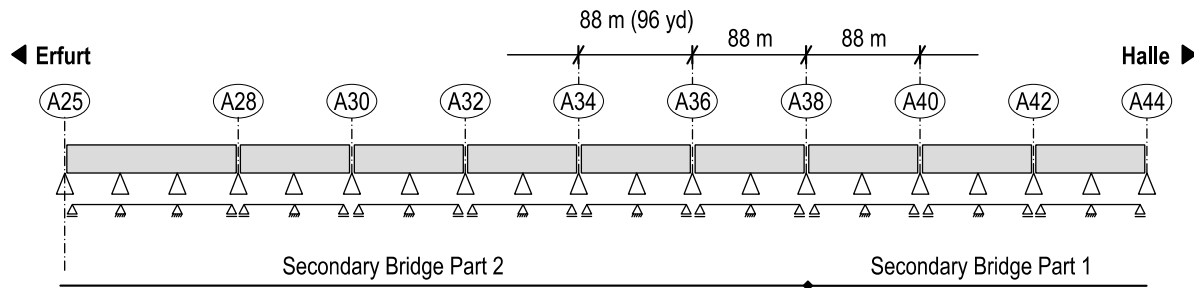 88 m (96 yd)
88 m
88 m
Erfurt
Halle
A25
A28
A30
A32
A34
A36
A38
A40
A42
A44
Secondary Bridge Part 2
Secondary Bridge Part 1